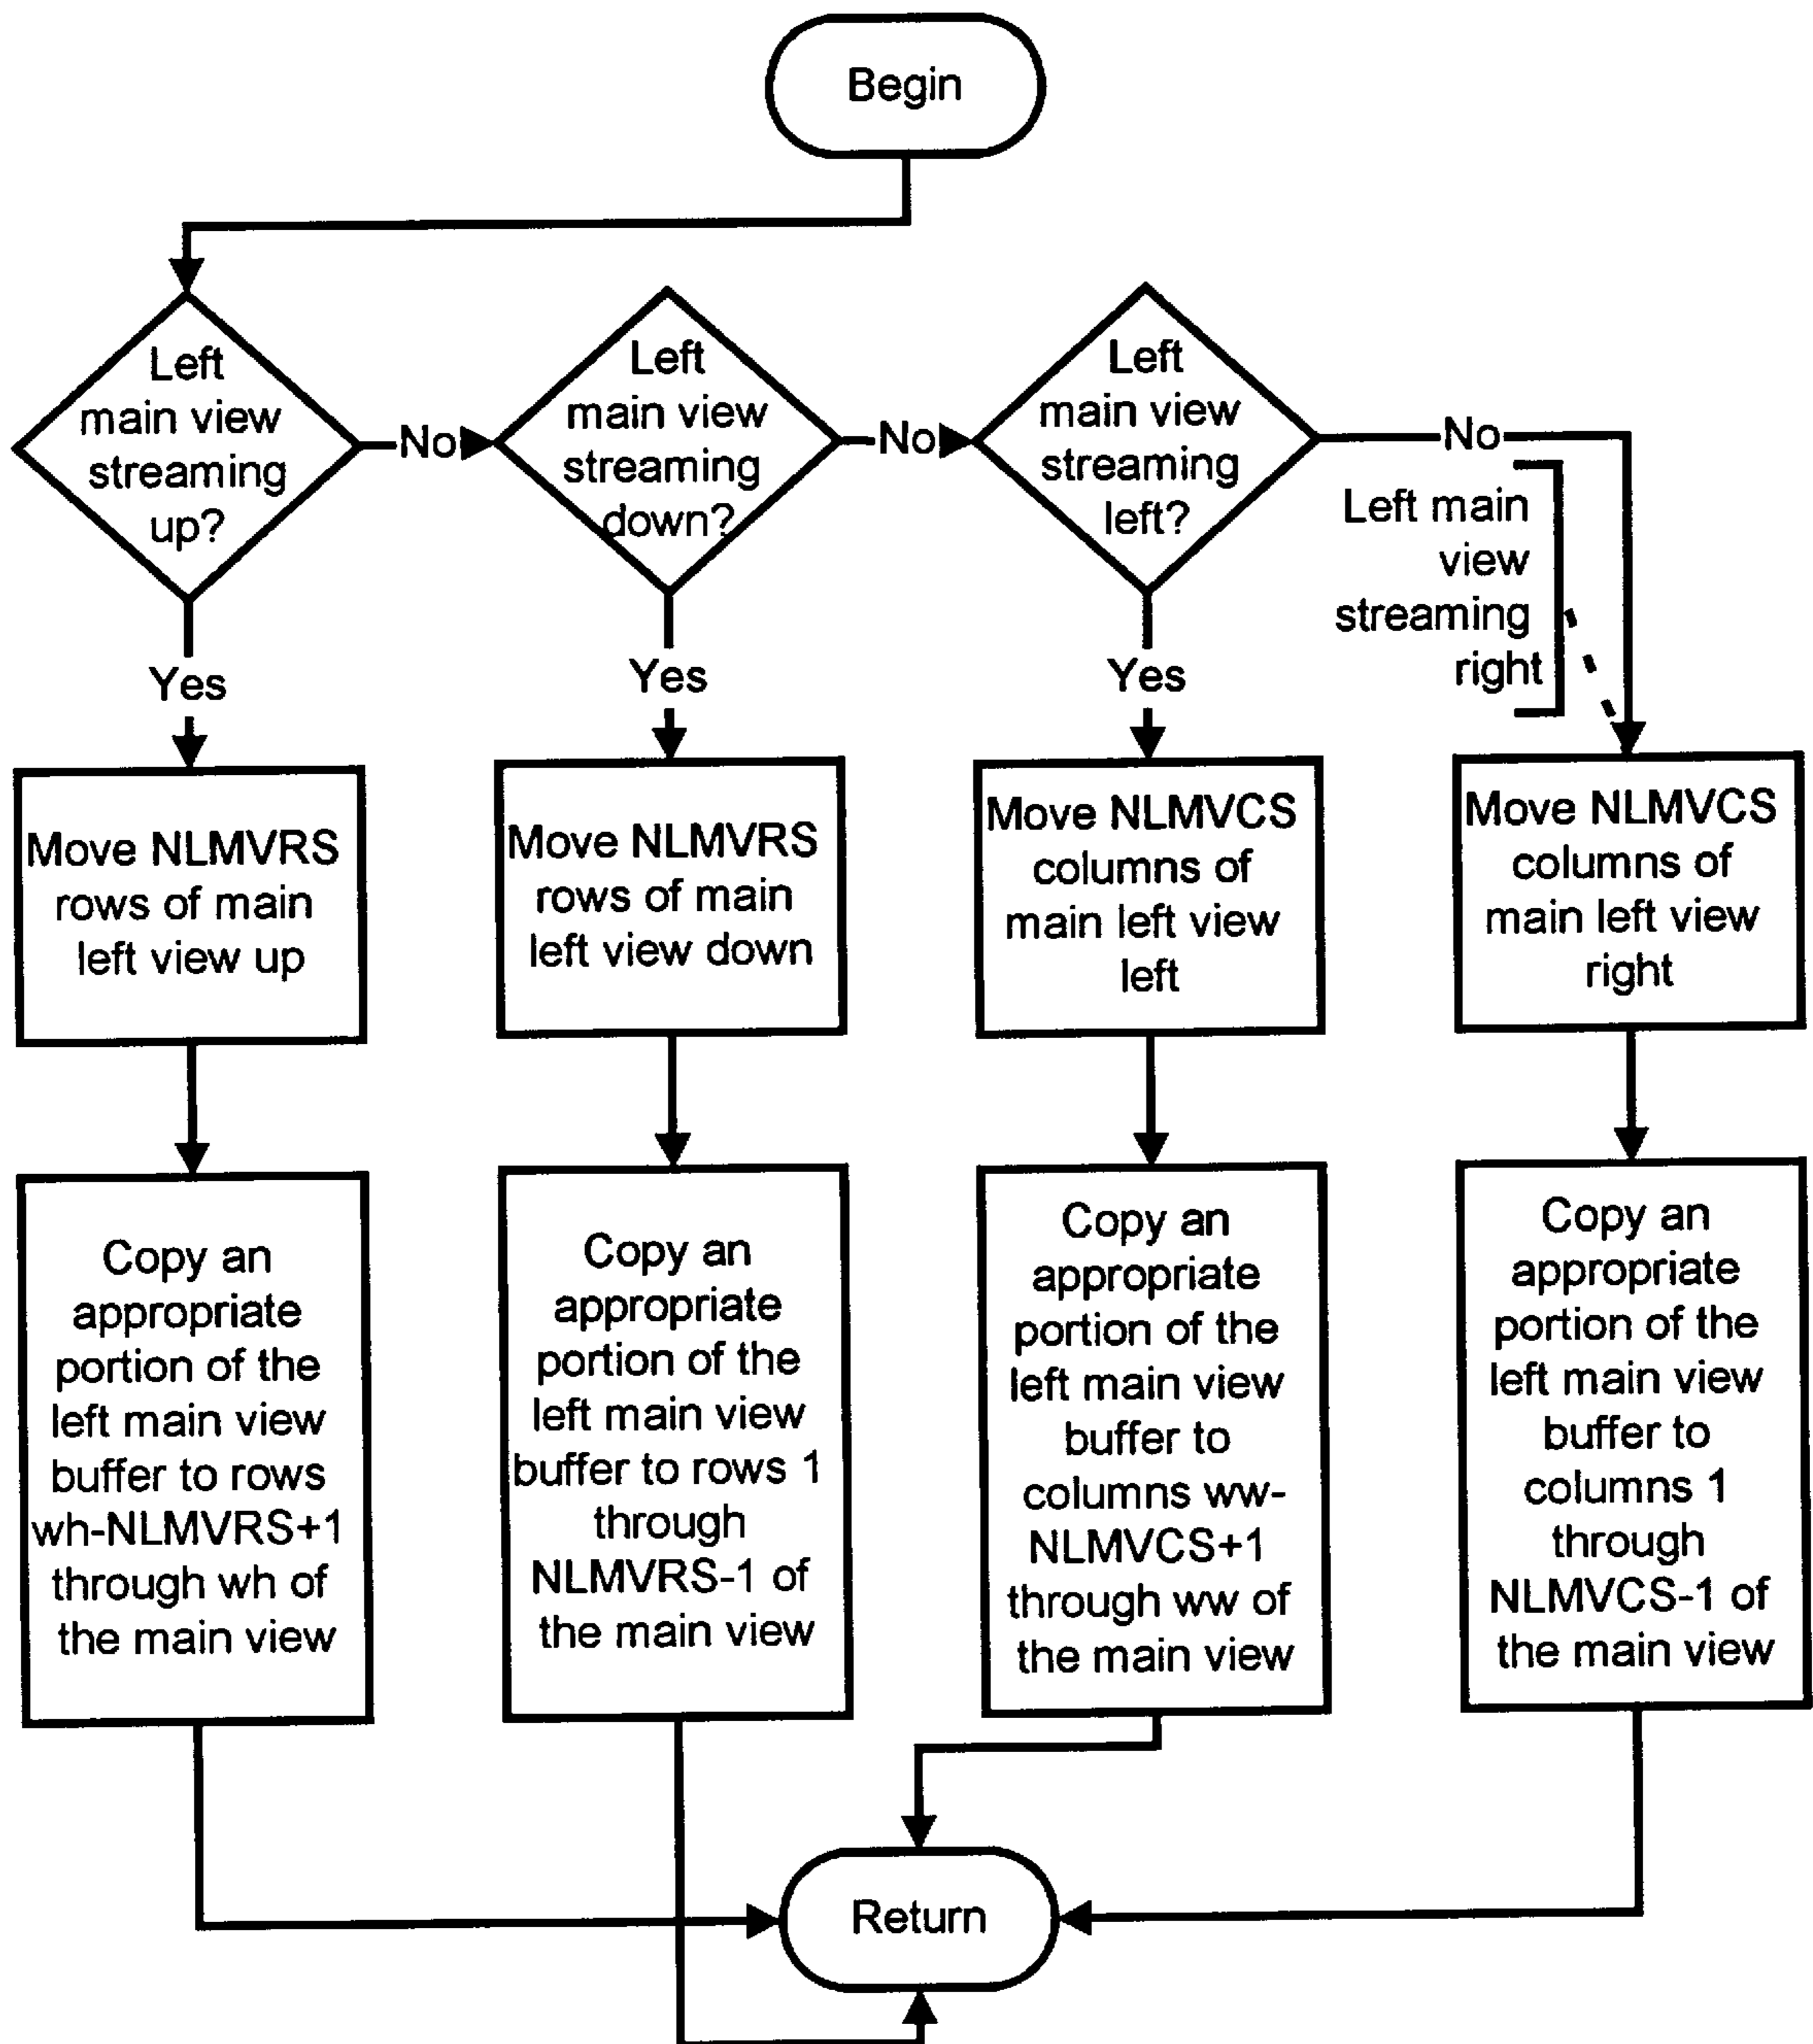 Begin
Left
main view
streaming
up?
No
Left
main view
streaming
down?
No
Left
main view
streaming
left?
No
Left main
view
streaming
right
Yes
Yes
Yes
Move NLMVRS
rows of main
left view up
Move NLMVRS
rows of main
left view down
Move NLMVCS
columns of
main left view
left
Move NLMVCS
columns of
main left view
right
Copy an
appropriate
portion of the
left main view
buffer to rows
wh-NLMVRS+1
through wh of
the main view
Copy an
appropriate
portion of the
left main view
buffer to rows 1
through
NLMVRS-1 of
the main view
Copy an
appropriate
portion of the
left main view
buffer to
columns ww-
NLMVCS+1
through ww of
the main view
Copy an
appropriate
portion of the
left main view
buffer to
columns 1
through
NLMVCS-1 of
the main view
Return